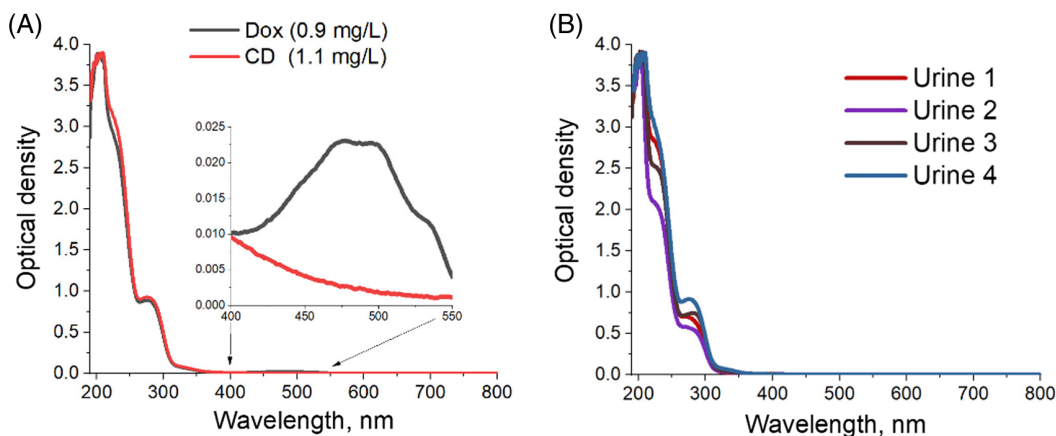 (A)
Dox (0.9 mg/L)
CD (1.1 mg/L)
Optical density
4.0
3.5
3.0
2.5
2.0
1.5
1.0
0.5
0.0
0.025
0.020
0.015
0.010
0.005
0.000
400 450 500 550
200 300 400 500 600 700 800
Wavelength, nm
(B)
Urine 1
Urine 2
Urine 3
Urine 4
Optical density
4.0
3.5
3.0
2.5
2.0
1.5
1.0
0.5
0.0
200 300 400 500 600 700 800
Wavelength, nm